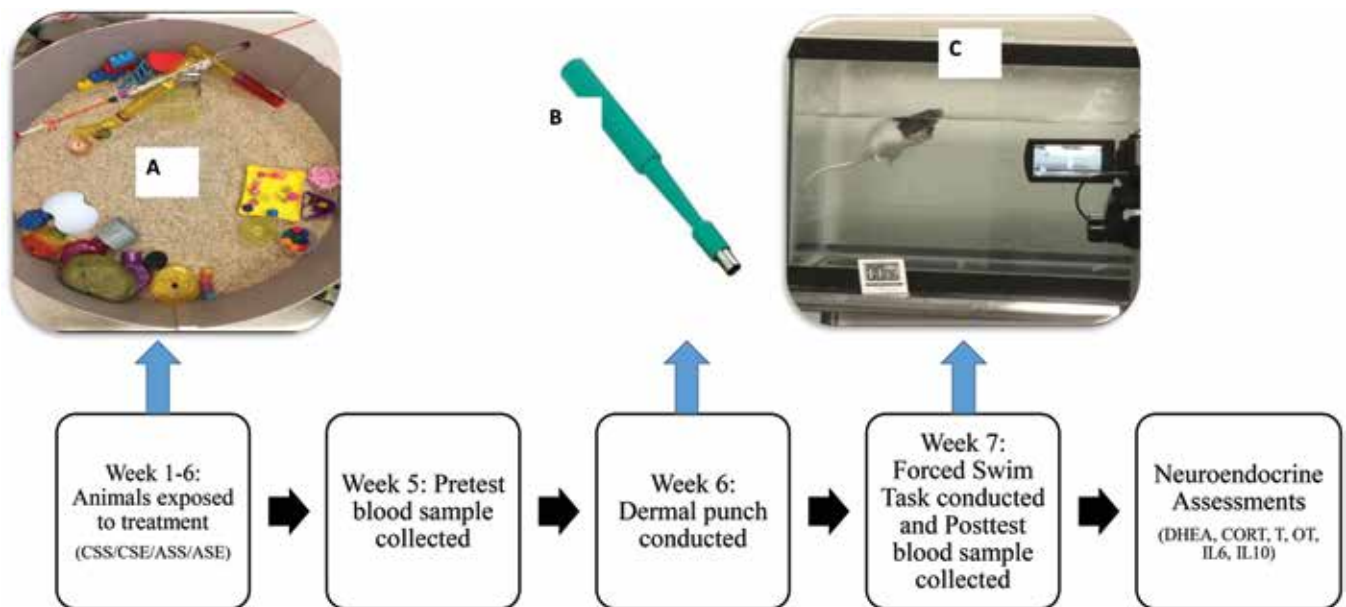 A
B
C
Week 1-6:
Animals exposed
to treatment
(CSS/CSE/ASS/ASE)
Week 5: Pretest
blood sample
collected
Week 6:
Dermal punch
conducted
Week 7:
Forced Swim
Task conducted
and Posttest
blood sample
collected
Neuroendocrine
Assessments
(DHEA, CORT, T, OT,
IL6, IL10)